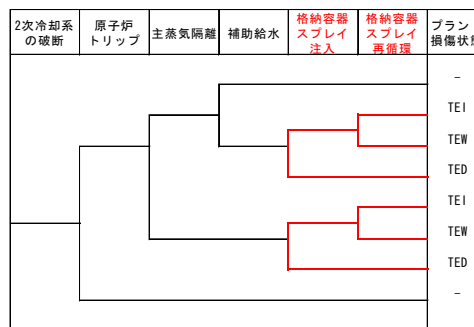 2次冷却系
の破断
原子炉
トリップ
主蒸気隔離
補助給水
格納容器
スプレイ
注入
格納容器
スプレイ
再循環
プラン
損傷状
－
TEI
TEW
TED
TEI
TEW
TED
－